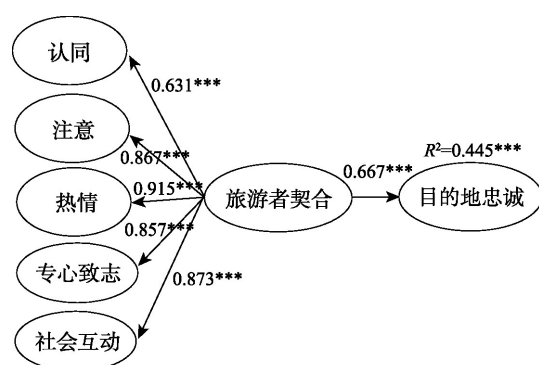 认同
0.631***
注意
0.867***
R²=0.445***
0.667***
热情
0.915***
旅游者契合
目的地忠诚
0.857***
专心致志
0.873***
社会互动